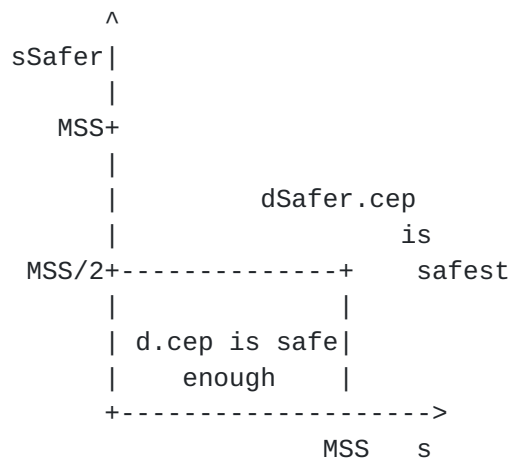 ^
sSafer|
|
MSS+
|
| dSafer.cep
| is
MSS/2+--------------+ safest
| |
| d.cep is safe|
| enough |
+-------------------->
MSS s